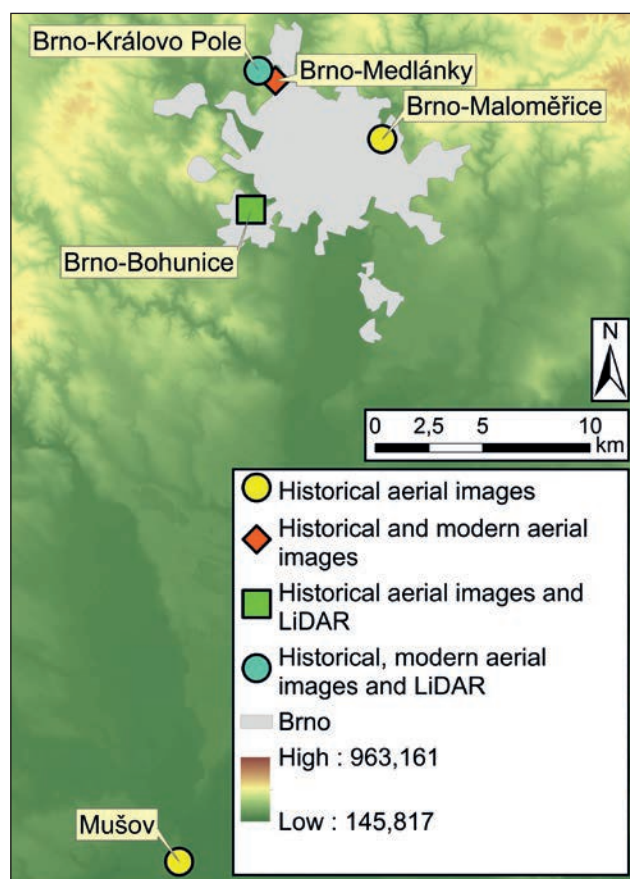 Brno-Královo Pole
Brno-Medlánky
Brno-Maloměřice
Brno-Bohunice
N
0 2,5 5 10
km
Historical aerial images
Historical and modern aerial
images
Historical aerial images and
LiDAR
Historical, modern aerial
images and LiDAR
Brno
High : 963,161
Low : 145,817
Mušov